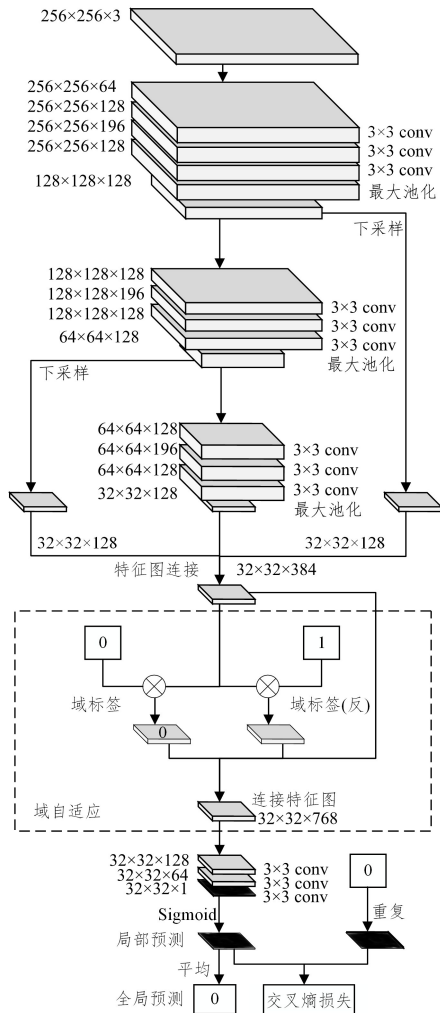 256×256×3
256×256×64
256×256×128
3×3 conv
256×256×196
3×3 conv
256×256×128
3×3 conv
128×128×128
最大池化
下采样
128×128×128
128×128×196
3×3 conv
128×128×128
3×3 conv
64×64×128
3×3 conv
最大池化
下采样
64×64×128
64×64×196
3×3 conv
64×64×128
3×3 conv
32×32×128
3×3 conv
最大池化
32×32×128
32×32×128
特征图连接
32×32×384
0
1
域标签
域标签(反)
0
连接特征图
域自适应
32×32×768
32×32×128
32×32×64
3×3 conv
32×32×1
3×3 conv
3×3 conv
0
Sigmoid
重复
局部预测
平均
全局预测
0
交叉熵损失